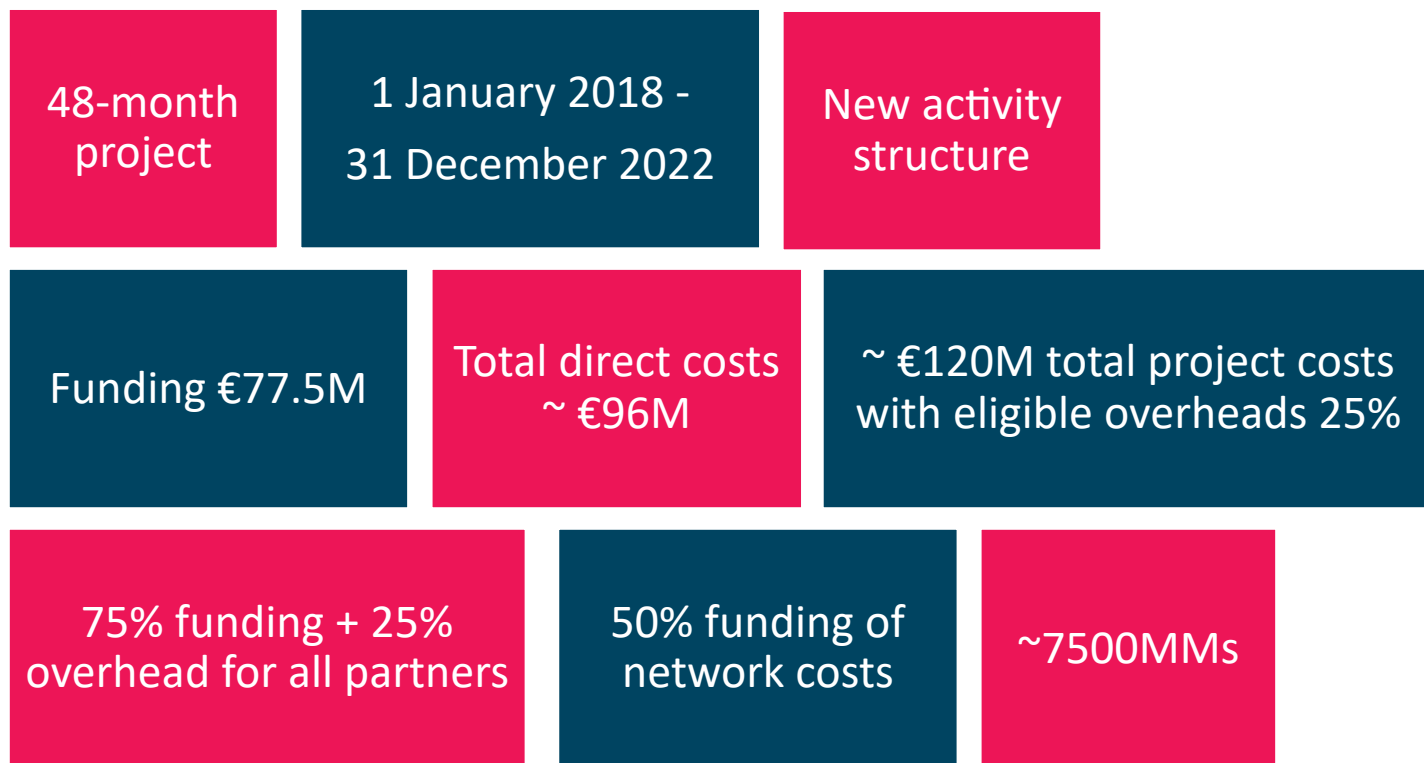 48-month
project
1 January 2018 -
31 December 2022
New activity
structure
Funding €77.5M
Total direct costs
~ €96M
~ €120M total project costs
with eligible overheads 25%
75% funding + 25%
overhead for all partners
50% funding of
network costs
~7500MMs